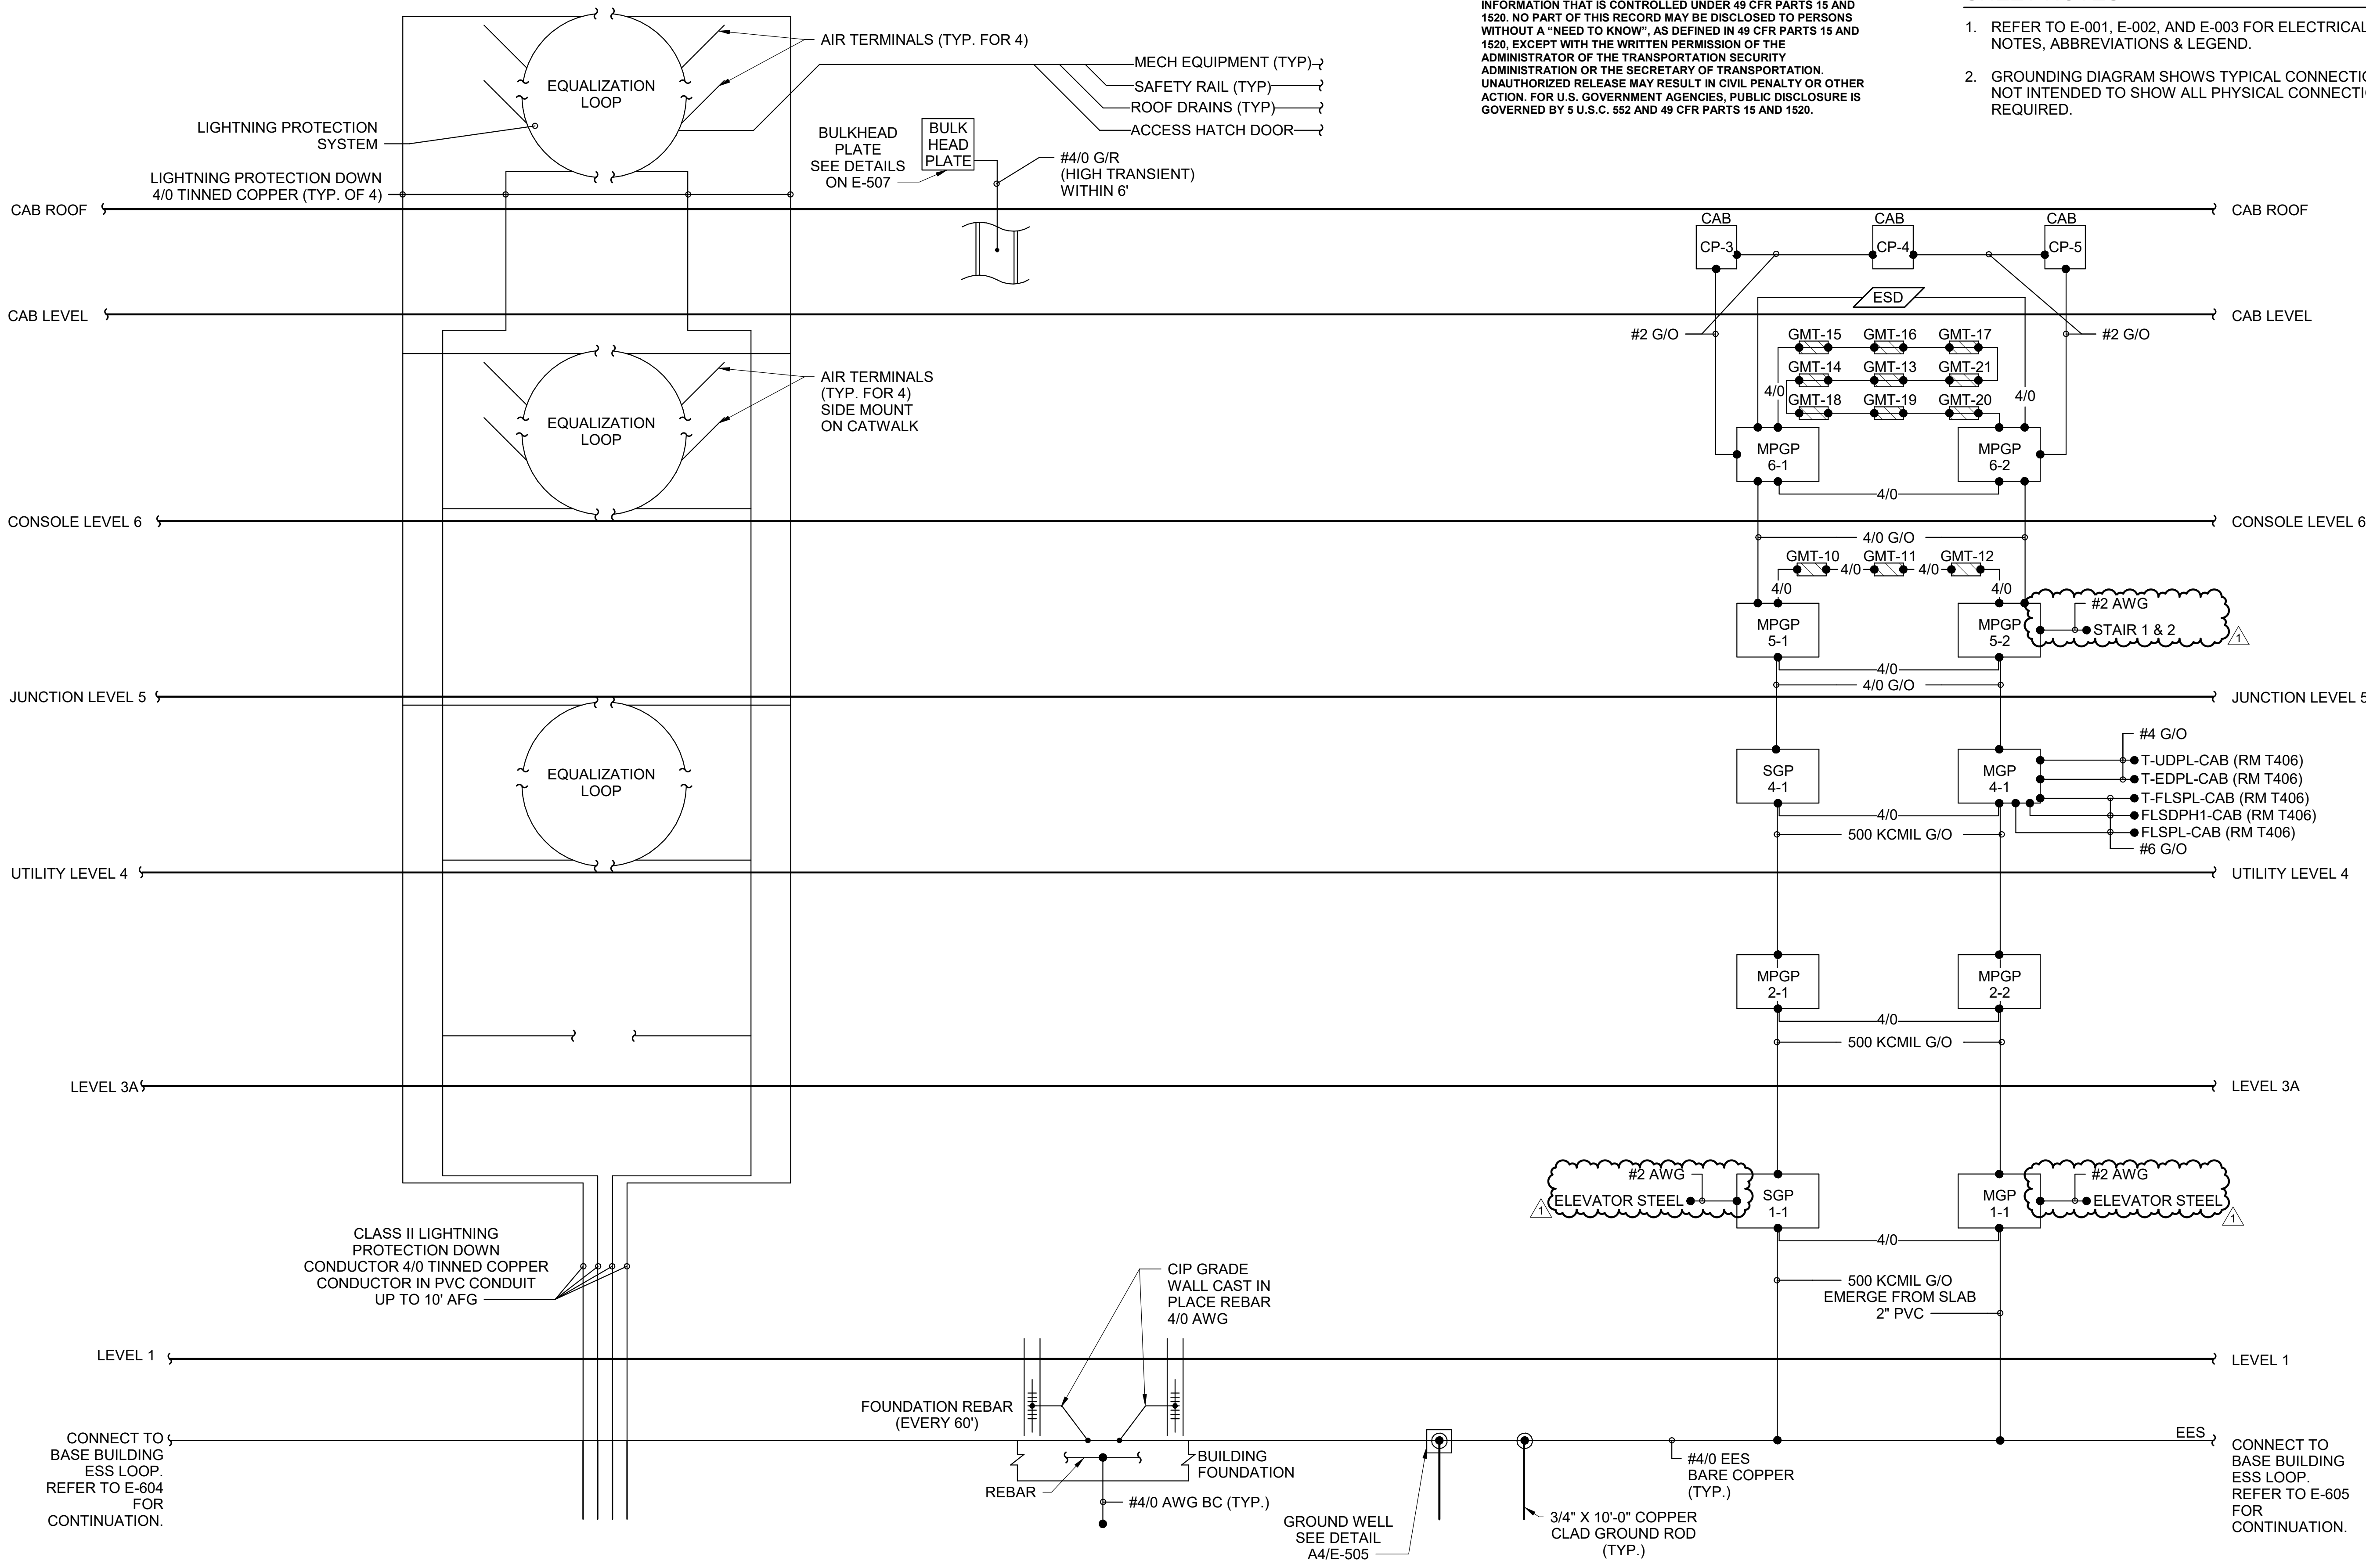 INFORMATION THAT IS CONTROLLED UNDER 49 CFR PARTS 15 AND
1520. NO PART OF THIS RECORD MAY BE DISCLOSED TO PERSONS
WITHOUT A “NEED TO KNOW”, AS DEFINED IN 49 CFR PARTS 15 AND
1520, EXCEPT WITH THE WRITTEN PERMISSION OF THE
ADMINISTRATOR OF THE TRANSPORTATION SECURITY
ADMINISTRATION OR THE SECRETARY OF TRANSPORTATION.
UNAUTHORIZED RELEASE MAY RESULT IN CIVIL PENALTY OR OTHER
ACTION. FOR U.S. GOVERNMENT AGENCIES, PUBLIC DISCLOSURE IS
GOVERNED BY 5 U.S.C. 552 AND 49 CFR PARTS 15 AND 1520.
1. REFER TO E-001, E-002, AND E-003 FOR ELECTRICAL
NOTES, ABBREVIATIONS & LEGEND.
2. GROUNDING DIAGRAM SHOWS TYPICAL
NOT INTENDED TO SHOW ALL PHYSICAL
REQUIRED.
AIR TERMINALS (TYP. FOR 4)
EQUALIZATION
LOOP
MECH EQUIPMENT (TYP)
SAFETY RAIL (TYP)
ROOF DRAINS (TYP)
ACCESS HATCH DOOR
LIGHTNING PROTECTION
SYSTEM
BULKHEAD
PLATE
SEE DETAILS
ON E-507
BULK
HEAD
PLATE
#4/0 G/R
(HIGH TRANSIENT)
WITHIN 6'
LIGHTNING PROTECTION DOWN
4/0 TINNED COPPER (TYP. OF 4)
CAB ROOF
CAB ROOF
CAB
CP-3
CAB
CP-4
CAB
CP-5
ESD
CAB LEVEL
CAB LEVEL
#2 G/O
#2 G/O
GMT-15 GMT-16 GMT-17
GMT-14 GMT-13 GMT-21
4/0
4/0
GMT-18 GMT-19 GMT-20
AIR TERMINALS
(TYP. FOR 4)
SIDE MOUNT
ON CATWALK
EQUALIZATION
LOOP
MPGP
6-1
MPGP
6-2
4/0
CONSOLE LEVEL 6
CONSOLE LEVEL 6
4/0 G/O
GMT-10 GMT-11 GMT-12
4/0 4/0
4/0
4/0
MPGP
5-1
MPGP
5-2
#2 AWG
STAIR 1 & 2
1
4/0
4/0 G/O
JUNCTION LEVEL 5
JUNCTION LEVEL 5
EQUALIZATION
LOOP
SGP
4-1
MGP
4-1
#4 G/O
T-UDPL-CAB (RM T406)
T-EDPL-CAB (RM T406)
T-FLSPL-CAB (RM T406)
FLSDPH1-CAB (RM T406)
FLSPL-CAB (RM T406)
#6 G/O
4/0
500 KCMIL G/O
UTILITY LEVEL 4
UTILITY LEVEL 4
MPGP
2-1
MPGP
2-2
4/0
500 KCMIL G/O
LEVEL 3A
LEVEL 3A
#2 AWG
ELEVATOR STEEL
1
SGP
1-1
MGP
1-1
#2 AWG
ELEVATOR STEEL
1
4/0
500 KCMIL G/O
EMERGE FROM SLAB
2" PVC
CLASS II LIGHTNING
PROTECTION DOWN
CONDUCTOR 4/0 TINNED COPPER
CONDUCTOR IN PVC CONDUIT
UP TO 10' AFG
CIP GRADE
WALL CAST IN
PLACE REBAR
4/0 AWG
LEVEL 1
LEVEL 1
FOUNDATION REBAR
(EVERY 60')
CONNECT TO
BASE BUILDING
ESS LOOP.
REFER TO E-604
FOR
CONTINUATION.
BUILDING
FOUNDATION
REBAR
#4/0 AWG BC (TYP.)
GROUND WELL
SEE DETAIL
A4/E-505
3/4" X 10'-0" COPPER
CLAD GROUND ROD
(TYP.)
#4/0 EES
BARE COPPER
(TYP.)
EES
CONNECT TO
BASE BUILDING
ESS LOOP.
REFER TO E-605
FOR
CONTINUATION.